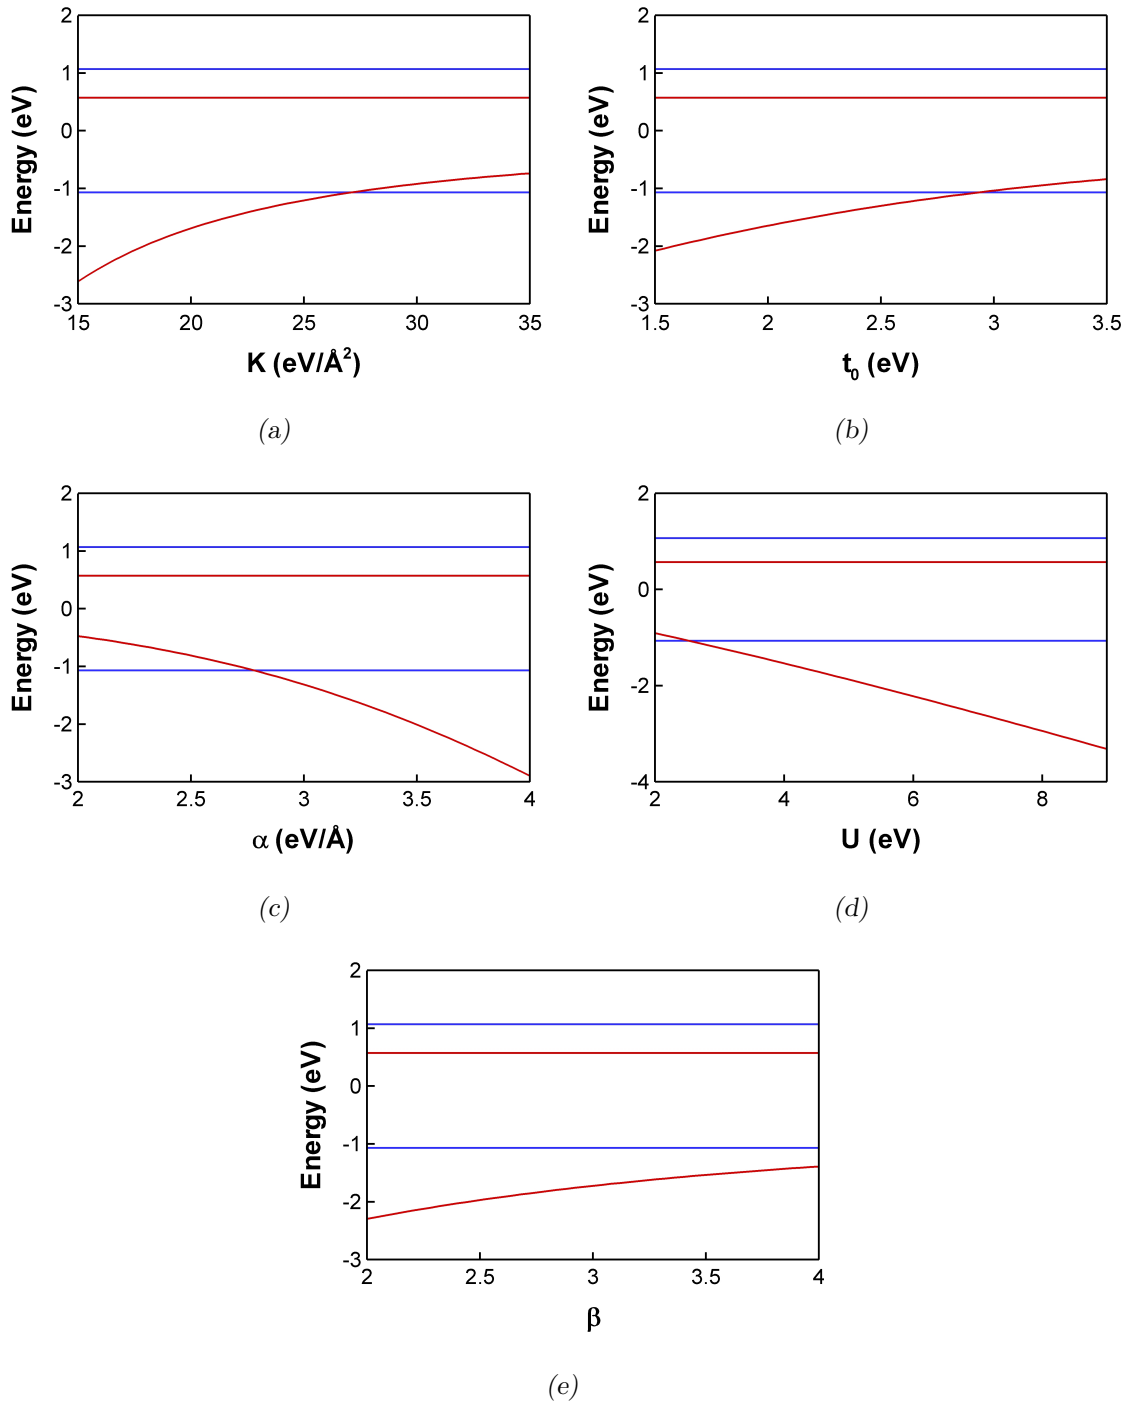 2
1
0
-1
-2
-3
Energy (eV)
15 20 25 30 35
K (eV/Å²)
(a)
2
1
0
-1
-2
-3
Energy (eV)
1.5 2 2.5 3 3.5
t₀ (eV)
(b)
2
1
0
-1
-2
-3
Energy (eV)
2 2.5 3 3.5 4
α (eV/Å)
(c)
2
0
-2
-4
Energy (eV)
2 4 6 8
U (eV)
(d)
2
1
0
-1
-2
-3
Energy (eV)
2 2.5 3 3.5 4
β
(e)